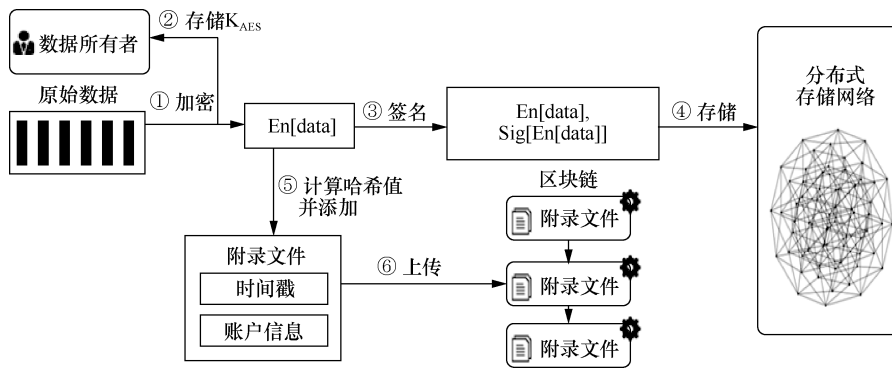 ② 存储K_AES
数据所有者
原始数据
① 加密
En[data]
③ 签名
En[data],
Sig[En[data]]
④ 存储
分布式
存储网络
⑤ 计算哈希值
并添加
附录文件
时间戳
账户信息
⑥ 上传
区块链
附录文件
附录文件
附录文件